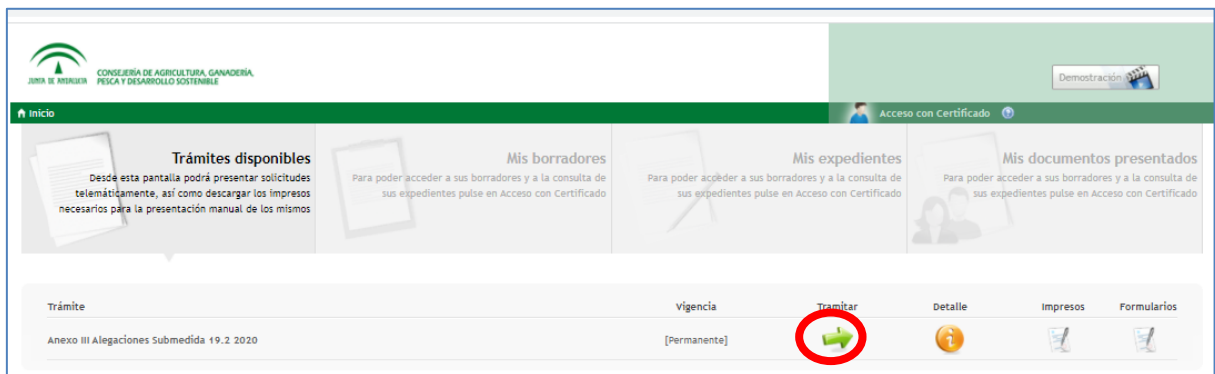 JUNTA DE ANDALUCIA
CONSEJERÍA DE AGRICULTURA, GANADERÍA,
PESCA Y DESARROLLO SOSTENIBLE
Demostración
Inicio
Acceso con Certificado
Trámites disponibles
Desde esta pantalla podrá presentar solicitudes
telemáticamente, así como descargar los impresos
necesarios para la presentación manual de los mismos
Mis borradores
Para poder acceder a sus borradores y a la consulta de
sus expedientes pulse en Acceso con Certificado
Mis expedientes
Para poder acceder a sus borradores y a la consulta de
sus expedientes pulse en Acceso con Certificado
Mis documentos presentados
Para poder acceder a sus borradores y a la consulta de
sus expedientes pulse en Acceso con Certificado
Trámite Vigencia Tramitar Detalle Impresos Formularios
Anexo III Alegaciones Submedida 19.2 2020 [Permanente]